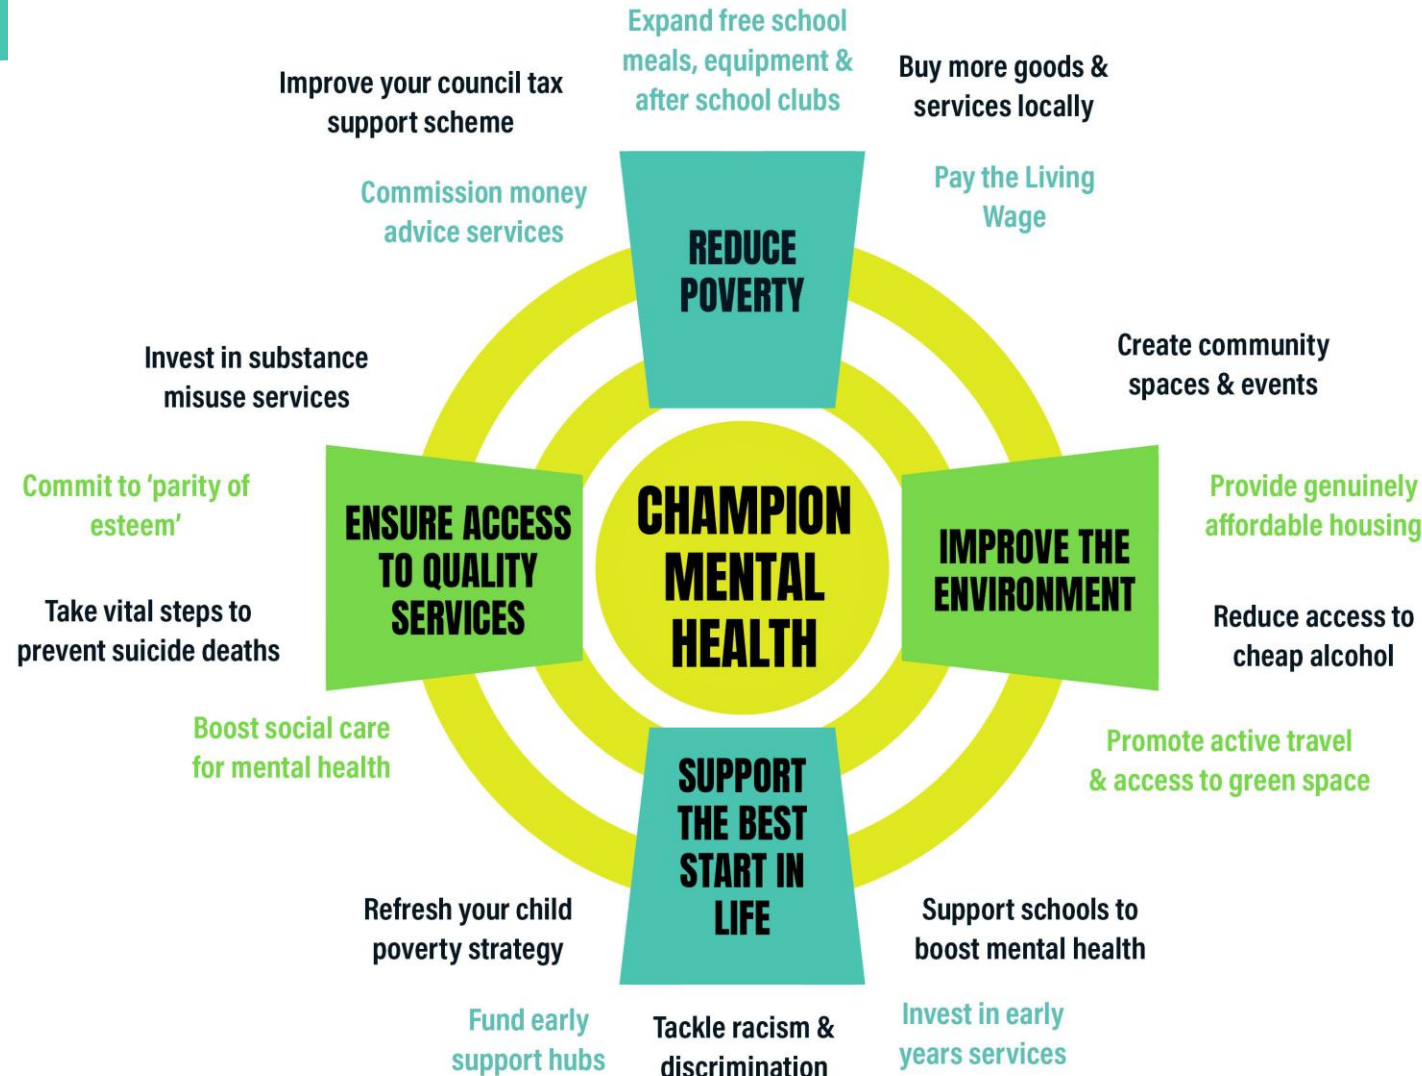 Expand free school
meals, equipment &
after school clubs
Improve your council tax
support scheme
Buy more goods &
services locally
Commission money
advice services
Pay the Living
Wage
REDUCE
POVERTY
Invest in substance
misuse services
Create community
spaces & events
Commit to ‘parity of
esteem’
Provide genuinely
affordable housing
ENSURE ACCESS
TO QUALITY
SERVICES
CHAMPION
MENTAL
HEALTH
IMPROVE THE
ENVIRONMENT
Take vital steps to
prevent suicide deaths
Reduce access to
cheap alcohol
Boost social care
for mental health
Promote active travel
& access to green space
SUPPORT
THE BEST
START IN
LIFE
Refresh your child
poverty strategy
Support schools to
boost mental health
Fund early
support hubs
Tackle racism &
discrimination
Invest in early
years services